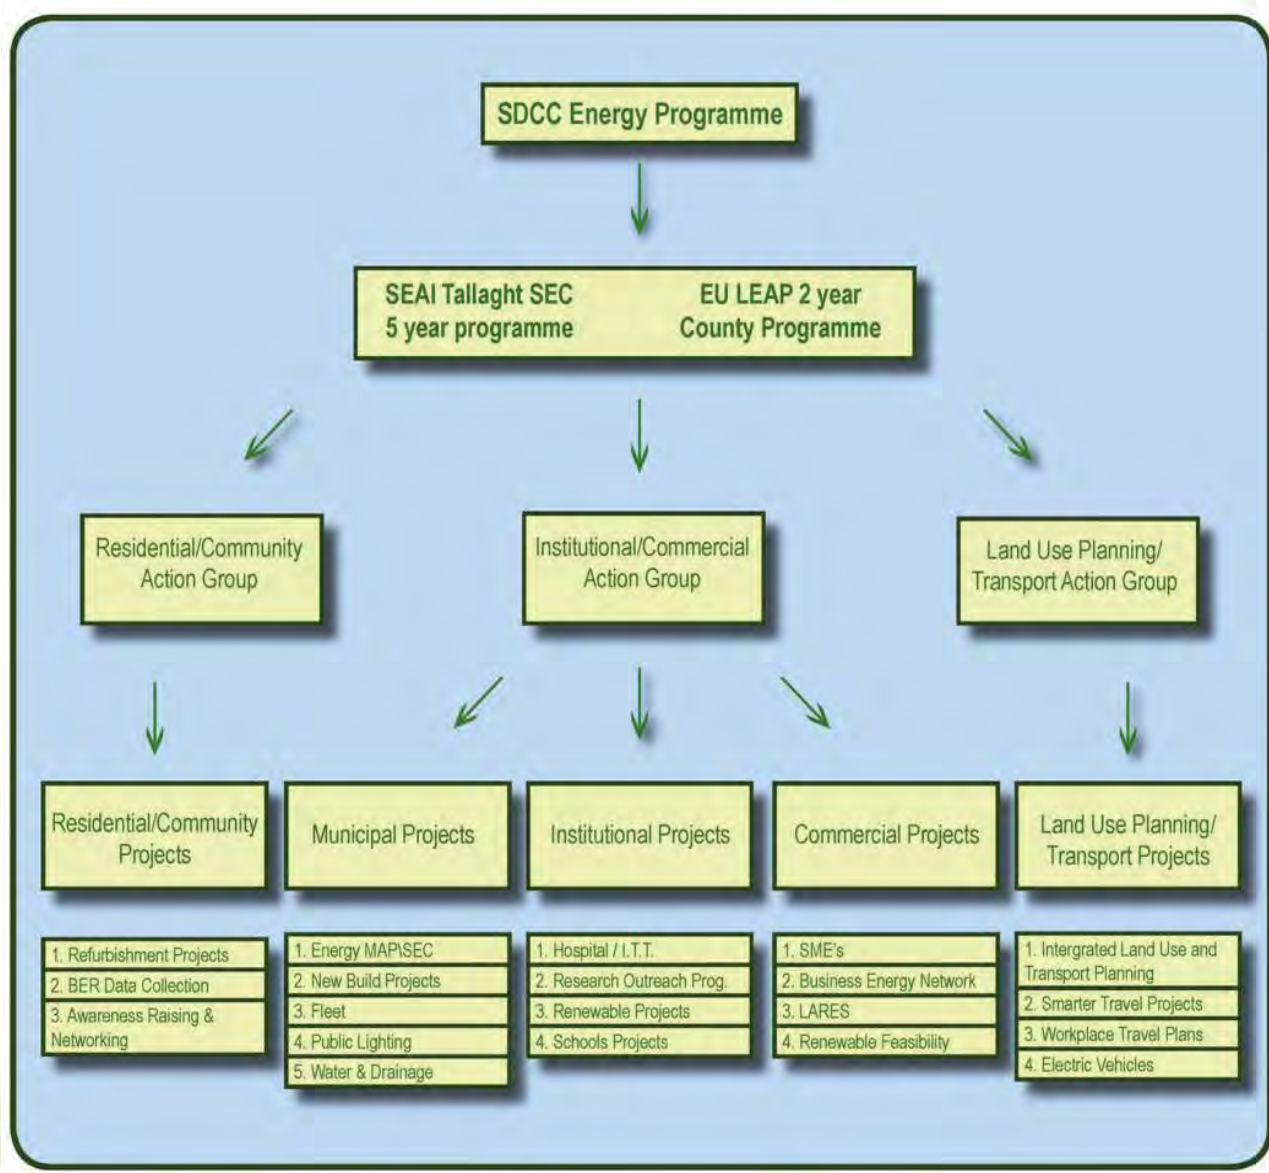 SDCC Energy Programme
SEAI Tallaght SEC
5 year programme
EU LEAP 2 year
County Programme
Residential/Community
Action Group
Institutional/Commercial
Action Group
Land Use Planning/
Transport Action Group
Residential/Community
Projects
Municipal Projects
Institutional Projects
Commercial Projects
Land Use Planning/
Transport Projects
1. Refurbishment Projects
2. BER Data Collection
3. Awareness Raising &
Networking
1. Energy MAP\SEC
2. New Build Projects
3. Fleet
4. Public Lighting
5. Water & Drainage
1. Hospital / I.T.T.
2. Research Outreach Prog.
3. Renewable Projects
4. Schools Projects
1. SME's
2. Business Energy Network
3. LARES
4. Renewable Feasibility
1. Intergrated Land Use and
Transport Planning
2. Smarter Travel Projects
3. Workplace Travel Plans
4. Electric Vehicles